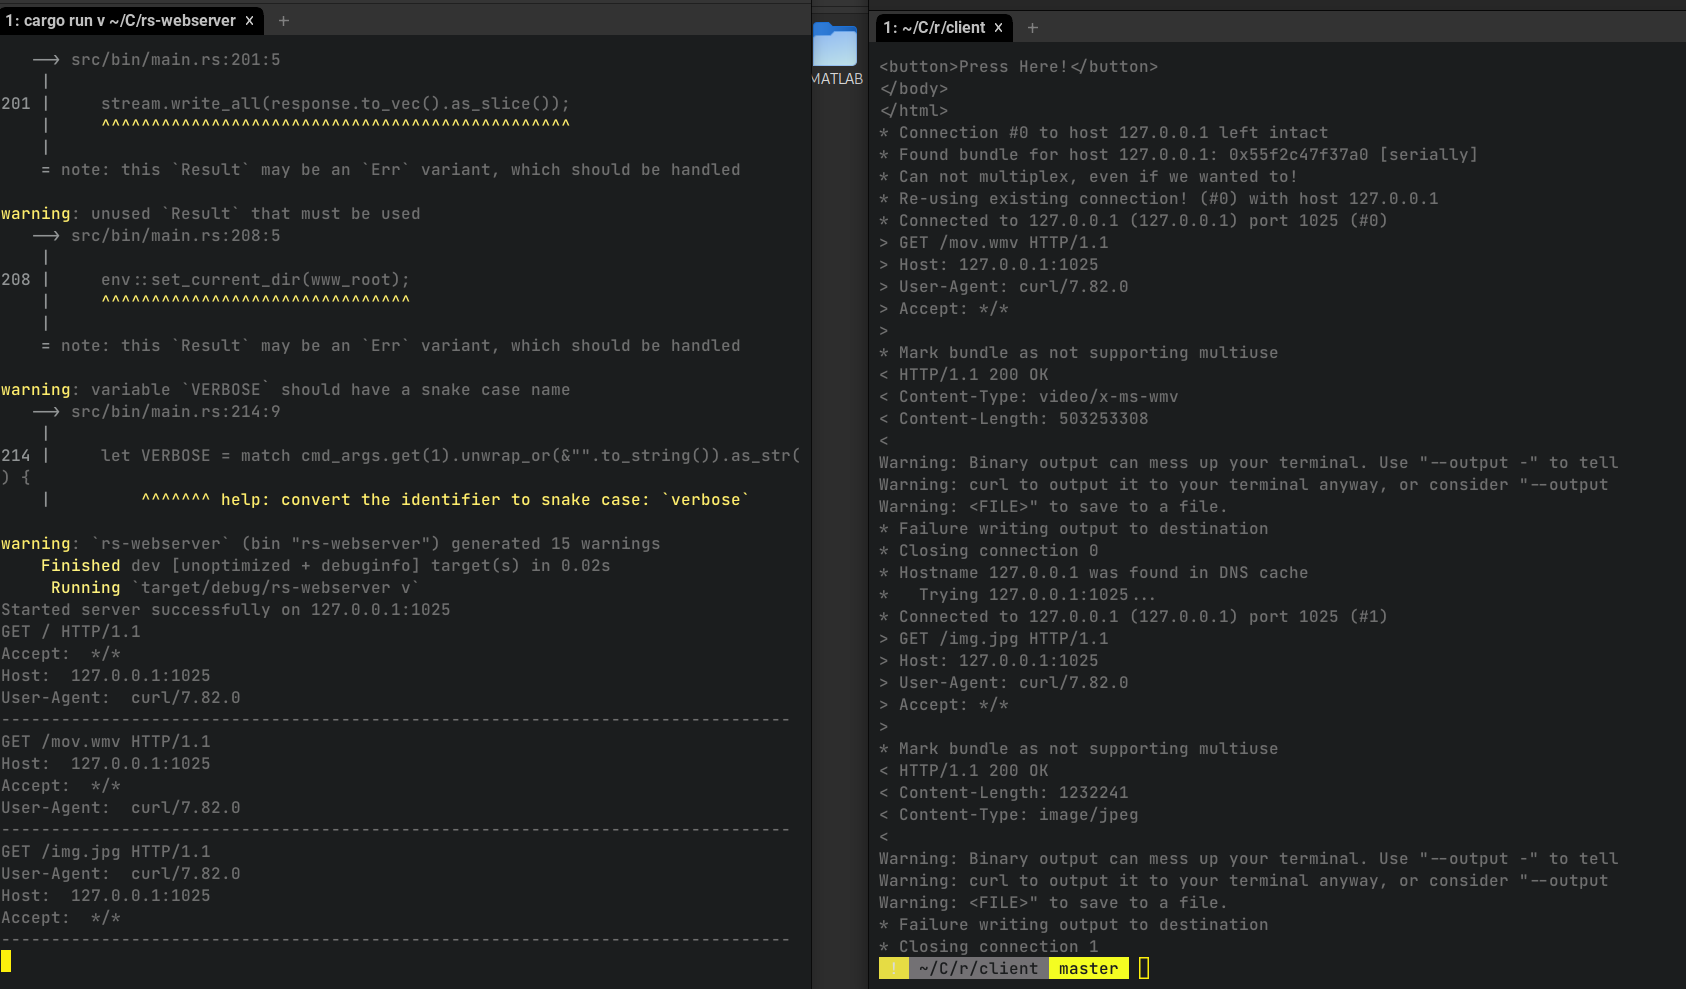 1: cargo run v ~/C/rs-webserver × +
--> src/bin/main.rs:201:5
|
201 | stream.write_all(response.to_vec().as_slice());
| ^^^^^^^^^^^^^^^^^^^^^^^^^^^^^^^^^^^^^^^^^^^^^^^
|
= note: this `Result` may be an `Err` variant, which should be handled
warning: unused `Result` that must be used
--> src/bin/main.rs:208:5
|
208 | env::set_current_dir(www_root);
| ^^^^^^^^^^^^^^^^^^^^^^^^^^^^^^^
|
= note: this `Result` may be an `Err` variant, which should be handled
warning: variable `VERBOSE` should have a snake case name
--> src/bin/main.rs:214:9
|
214 | let VERBOSE = match cmd_args.get(1).unwrap_or(&"".to_string()).as_str(
) {
| ^^^^^^^ help: convert the identifier to snake case: `verbose`
warning: `rs-webserver` (bin "rs-webserver") generated 15 warnings
Finished dev [unoptimized + debuginfo] target(s) in 0.02s
Running `target/debug/rs-webserver v`
Started server successfully on 127.0.0.1:1025
GET / HTTP/1.1
Accept:  */*
Host:  127.0.0.1:1025
User-Agent:  curl/7.82.0
-------------------------------------------------------------------------------
GET /mov.wmv HTTP/1.1
Host:  127.0.0.1:1025
Accept:  */*
User-Agent:  curl/7.82.0
-------------------------------------------------------------------------------
GET /img.jpg HTTP/1.1
User-Agent:  curl/7.82.0
Host:  127.0.0.1:1025
Accept:  */*
-------------------------------------------------------------------------------
MATLAB
1: ~/C/r/client × +
<button>Press Here!</button>
</body>
</html>
* Connection #0 to host 127.0.0.1 left intact
* Found bundle for host 127.0.0.1: 0x55f2c47f37a0 [serially]
* Can not multiplex, even if we wanted to!
* Re-using existing connection! (#0) with host 127.0.0.1
* Connected to 127.0.0.1 (127.0.0.1) port 1025 (#0)
> GET /mov.wmv HTTP/1.1
> Host: 127.0.0.1:1025
> User-Agent: curl/7.82.0
> Accept: */*
>
* Mark bundle as not supporting multiuse
< HTTP/1.1 200 OK
< Content-Type: video/x-ms-wmv
< Content-Length: 503253308
<
Warning: Binary output can mess up your terminal. Use "--output -" to tell
Warning: curl to output it to your terminal anyway, or consider "--output
Warning: <FILE>" to save to a file.
* Failure writing output to destination
* Closing connection 0
* Hostname 127.0.0.1 was found in DNS cache
*   Trying 127.0.0.1:1025...
* Connected to 127.0.0.1 (127.0.0.1) port 1025 (#1)
> GET /img.jpg HTTP/1.1
> Host: 127.0.0.1:1025
> User-Agent: curl/7.82.0
> Accept: */*
>
* Mark bundle as not supporting multiuse
< HTTP/1.1 200 OK
< Content-Length: 1232241
< Content-Type: image/jpeg
<
Warning: Binary output can mess up your terminal. Use "--output -" to tell
Warning: curl to output it to your terminal anyway, or consider "--output
Warning: <FILE>" to save to a file.
* Failure writing output to destination
* Closing connection 1
! ~/C/r/client master